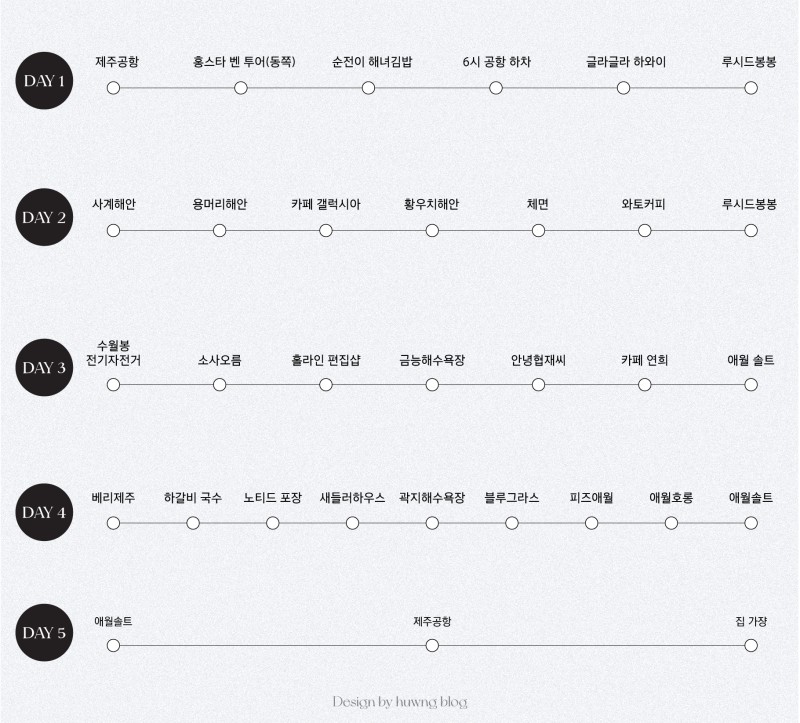 DAY 1
제주공항
홍스타 벤 투어(동쪽)
순전이 해녀김밥
6시 공항 하차
글라글라 하와이
루시드봉봉
DAY 2
사계해안
용머리해안
카페 갤럭시아
황우치해안
체면
와토커피
루시드봉봉
DAY 3
수월봉
전기자전거
소사오름
홀라인 편집샵
금능해수욕장
안녕협재씨
카페 연희
애월 솔트
DAY 4
베리제주
하갈비 국수
노티드 포장
새들러하우스
곽지해수욕장
블루그라스
피즈애월
애월호롱
애월솔트
DAY 5
애월솔트
제주공항
집 가쟝
Design by huwng blog